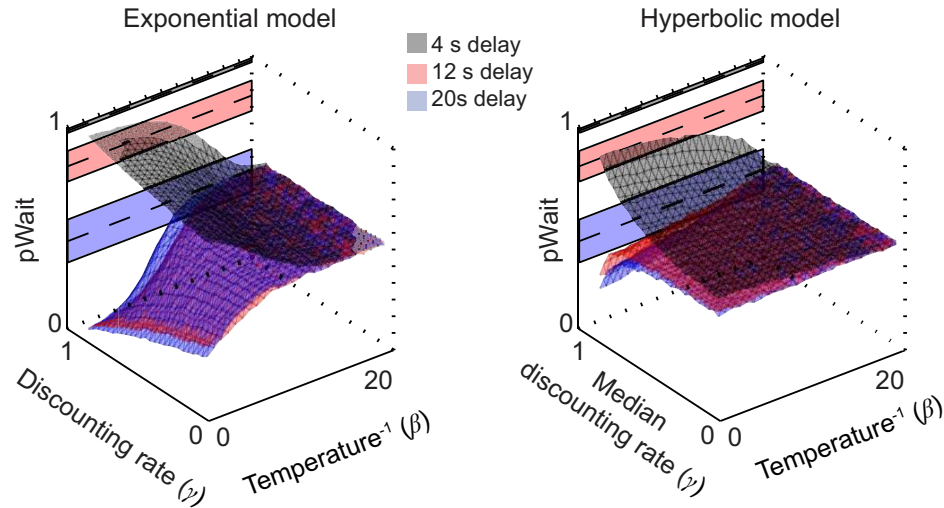 Exponential model
Hyperbolic model
4 s delay
12 s delay
20s delay
1
pWait
0
1
Discounting rate (γ)
0
0
Temperature⁻¹ (β)
20
1
pWait
0
1
Median
discounting rate (γ)
0
0
Temperature⁻¹ (β)
20